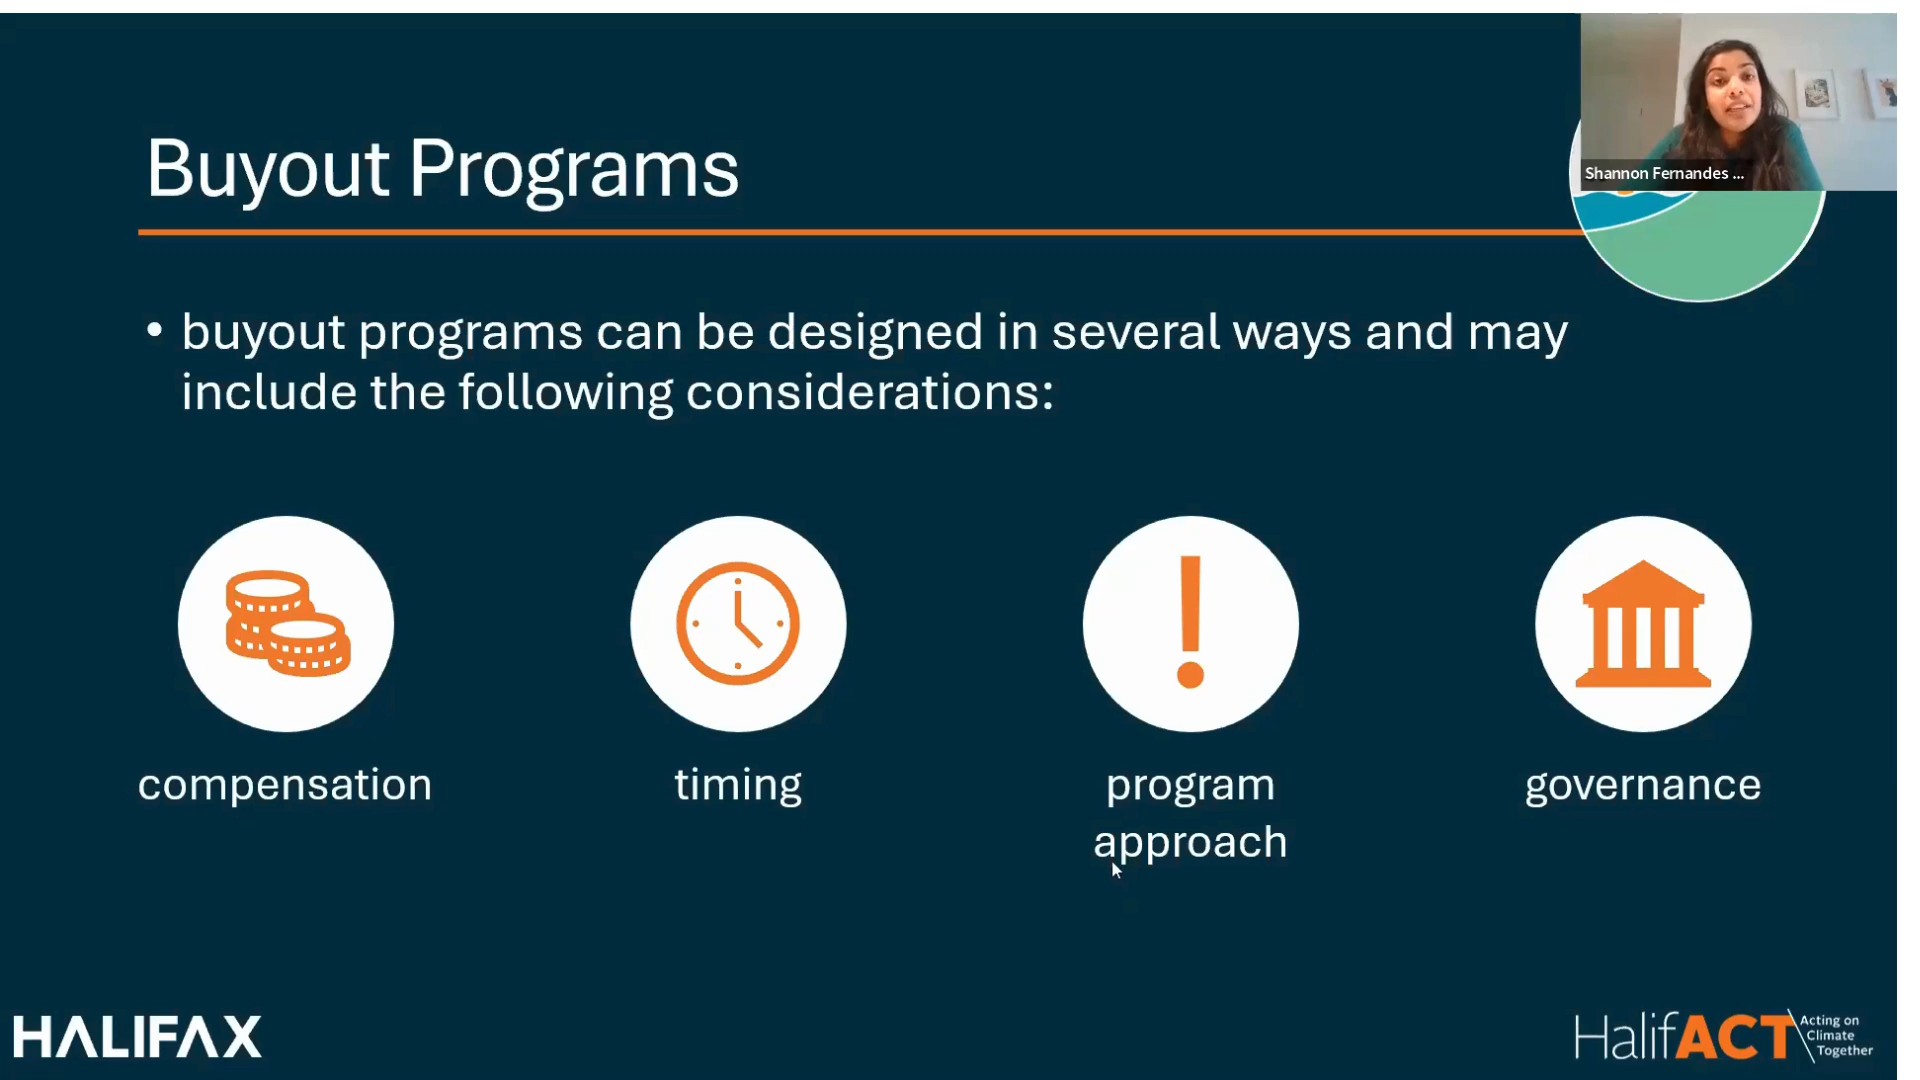 Shannon Fernandes ...
Buyout Programs
• buyout programs can be designed in several ways and may
include the following considerations:
compensation
timing
program
approach
governance
HALIFAX
HalifACT
Acting on
Climate
Together